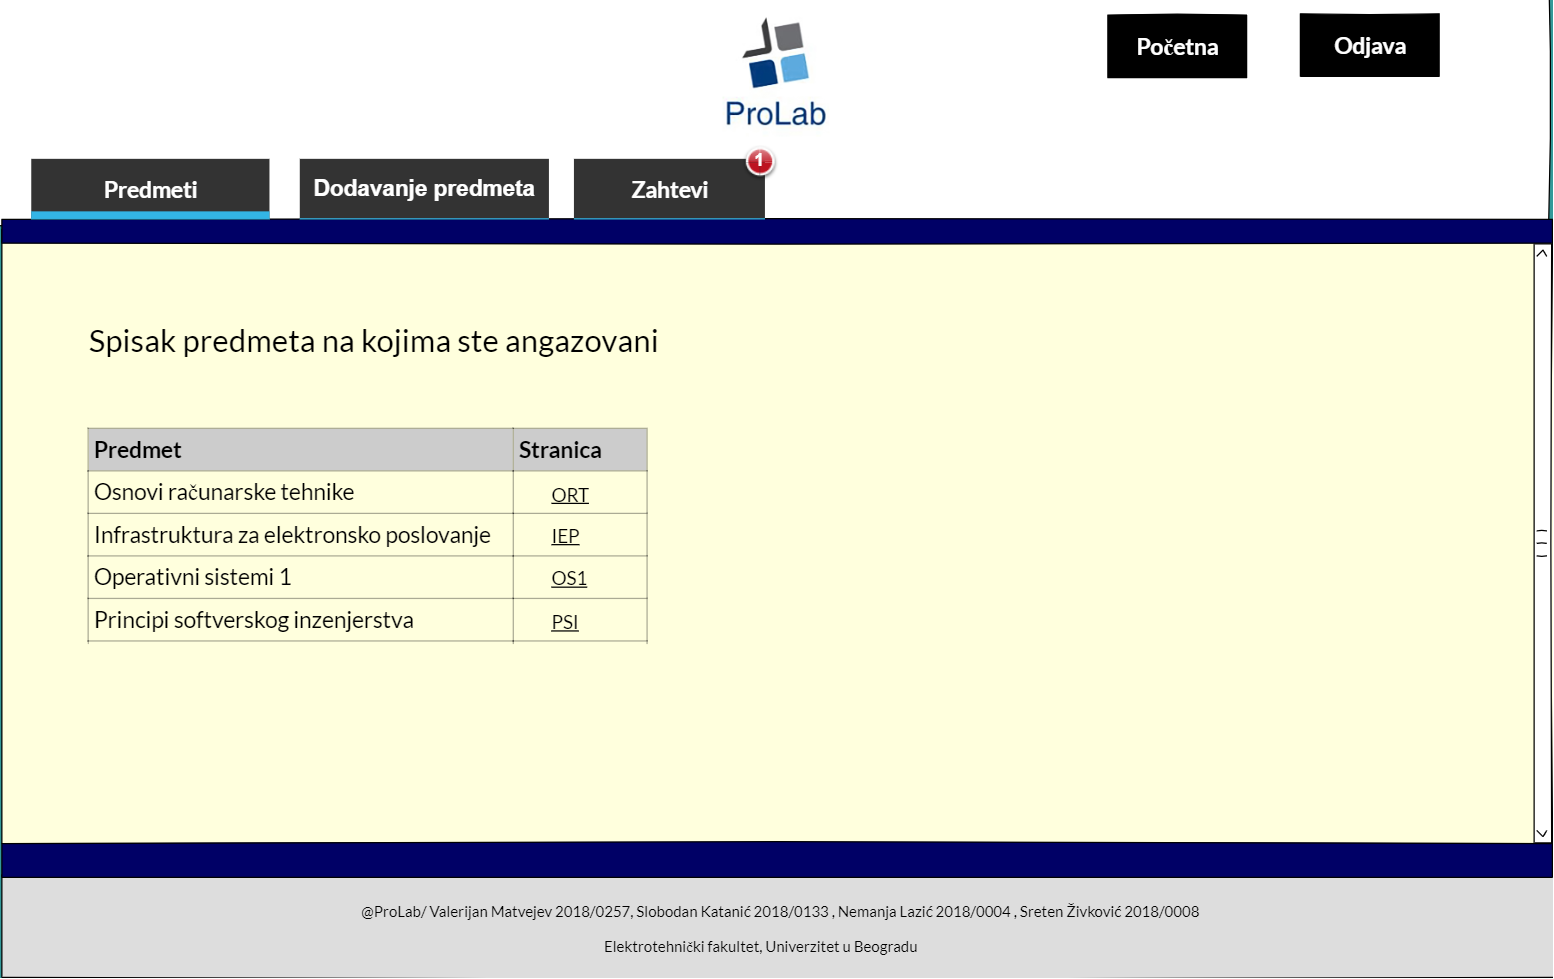 ProLab
Početna
Odjava
Predmeti
Dodavanje predmeta
Zahtevi
1
Spisak predmeta na kojima ste angazovani
Predmet Stranica
Osnovi računarske tehnike ORT
Infrastruktura za elektronsko poslovanje IEP
Operativni sistemi 1 OS1
Principi softverskog inzenjerstva PSI
@ProLab/ Valerijan Matvejev 2018/0257, Slobodan Katanić 2018/0133 , Nemanja Lazić 2018/0004 , Sreten Živković 2018/0008
Elektrotehnički fakultet, Univerzitet u Beogradu